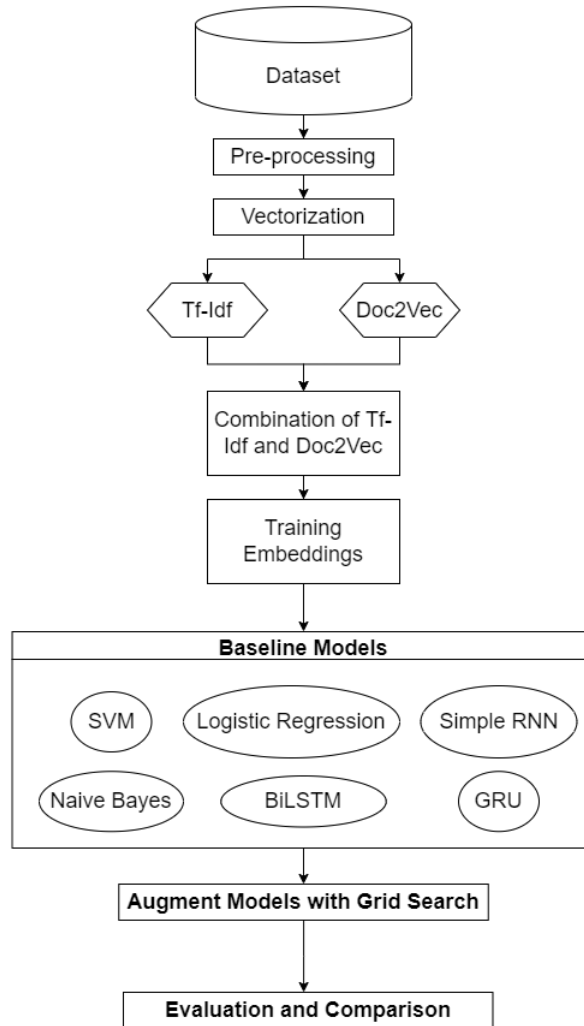 Dataset
Pre-processing
Vectorization
Tf-Idf
Doc2Vec
Combination of Tf-
Idf and Doc2Vec
Training
Embeddings
Baseline Models
SVM
Logistic Regression
Simple RNN
Naive Bayes
BiLSTM
GRU
Augment Models with Grid Search
Evaluation and Comparison